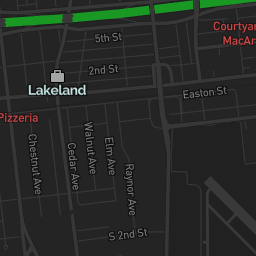 Courtyar
MacAr
5th St
2nd St
Lakeland
Easton St
Pizzeria
Chestnut Ave
Cedar Ave
Walnut Ave
Elm Ave
Raynor Ave
S 2nd St